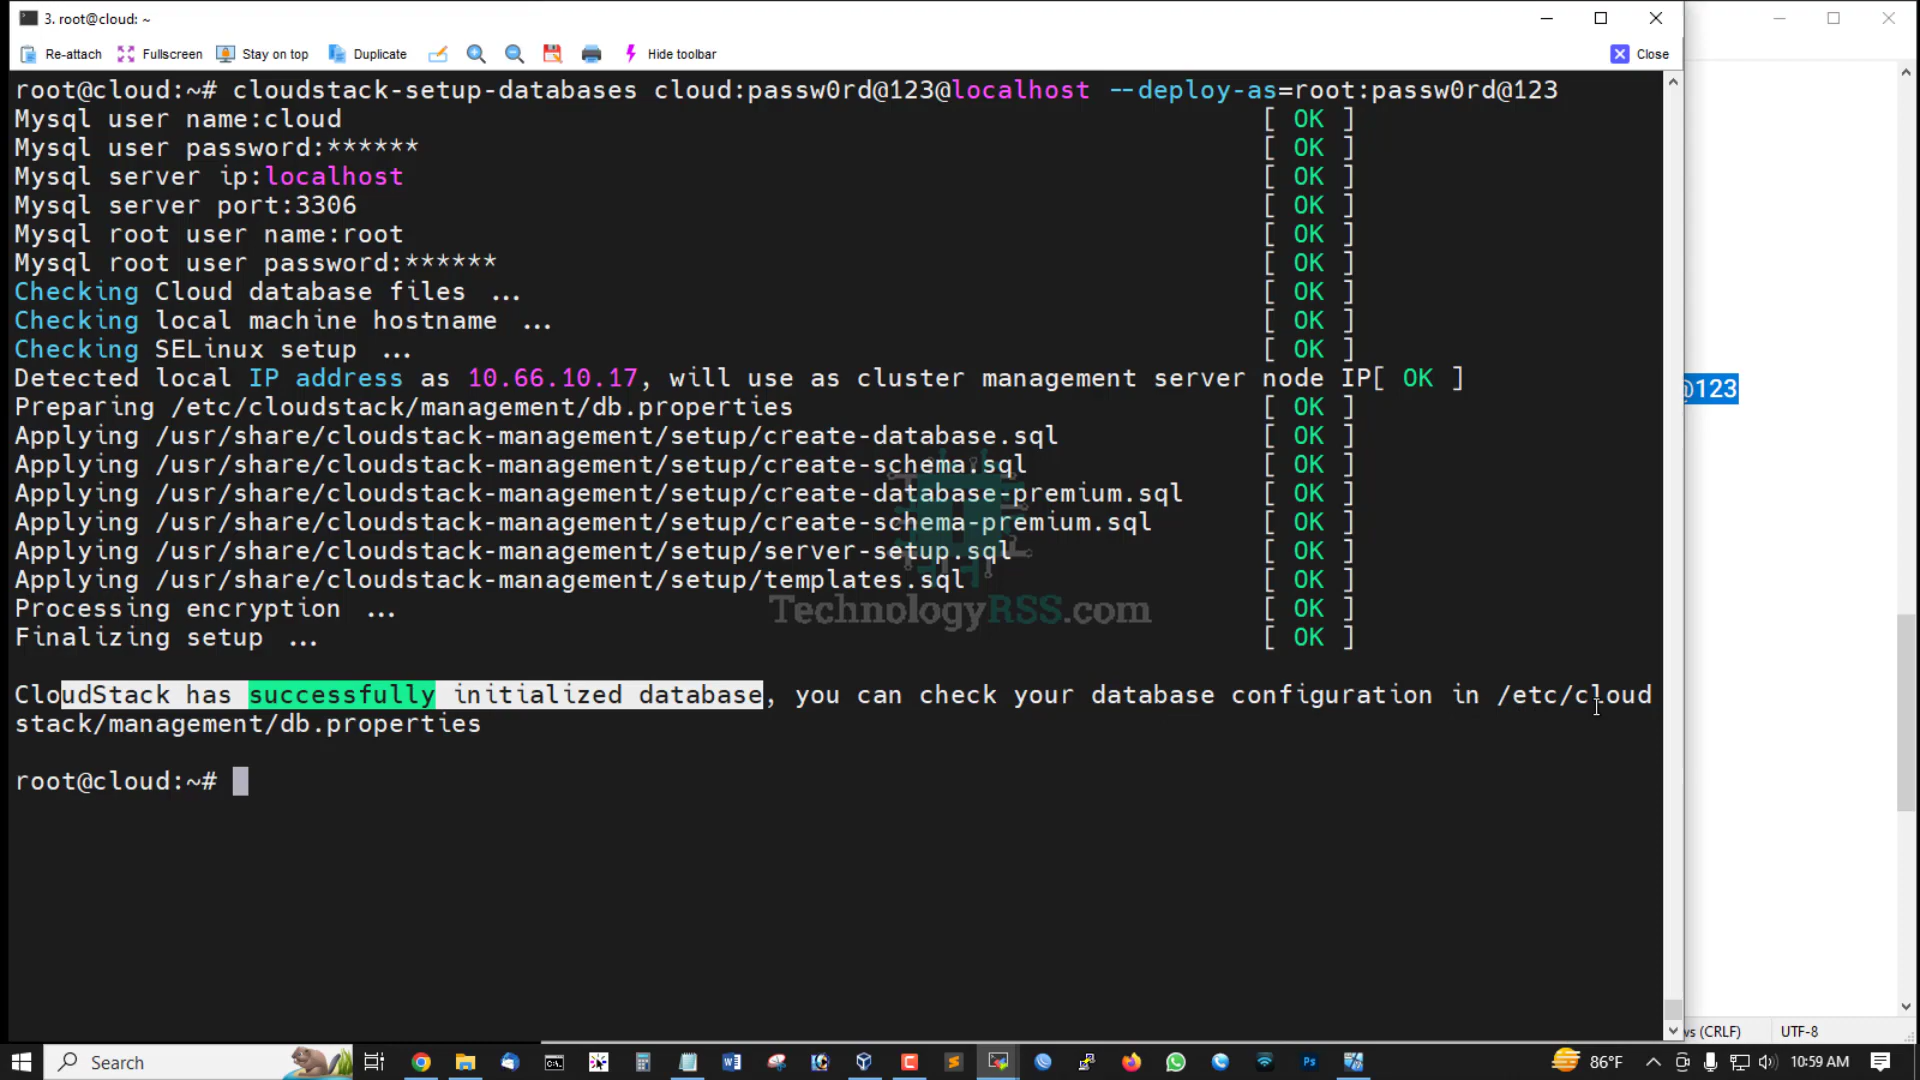 3. root@cloud: ~
Re-attach Fullscreen Stay on top Duplicate Hide toolbar Close
root@cloud:~# cloudstack-setup-databases cloud:passw0rd@123@localhost --deploy-as=root:passw0rd@123
Mysql user name:cloud [ OK ]
Mysql user password:****** [ OK ]
Mysql server ip:localhost [ OK ]
Mysql server port:3306 [ OK ]
Mysql root user name:root [ OK ]
Mysql root user password:****** [ OK ]
Checking Cloud database files ... [ OK ]
Checking local machine hostname ... [ OK ]
Checking SELinux setup ... [ OK ]
Detected local IP address as 10.66.10.17, will use as cluster management server node IP[ OK ]
@123
Preparing /etc/cloudstack/management/db.properties [ OK ]
Applying /usr/share/cloudstack-management/setup/create-database.sql [ OK ]
Applying /usr/share/cloudstack-management/setup/create-schema.sql [ OK ]
Applying /usr/share/cloudstack-management/setup/create-database-premium.sql [ OK ]
Applying /usr/share/cloudstack-management/setup/create-schema-premium.sql [ OK ]
Applying /usr/share/cloudstack-management/setup/server-setup.sql [ OK ]
Applying /usr/share/cloudstack-management/setup/templates.sql [ OK ]
Processing encryption ... [ OK ]
TechnologyRSS.com
Finalizing setup ... [ OK ]
CloudStack has successfully initialized database, you can check your database configuration in /etc/cloud
stack/management/db.properties
root@cloud:~#
(CRLF) UTF-8
Search 86°F 10:59 AM